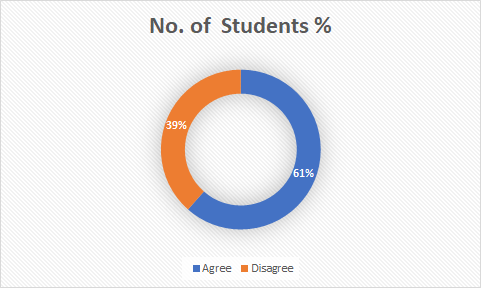 No. of  Students %
39%
61%
Agree Disagree